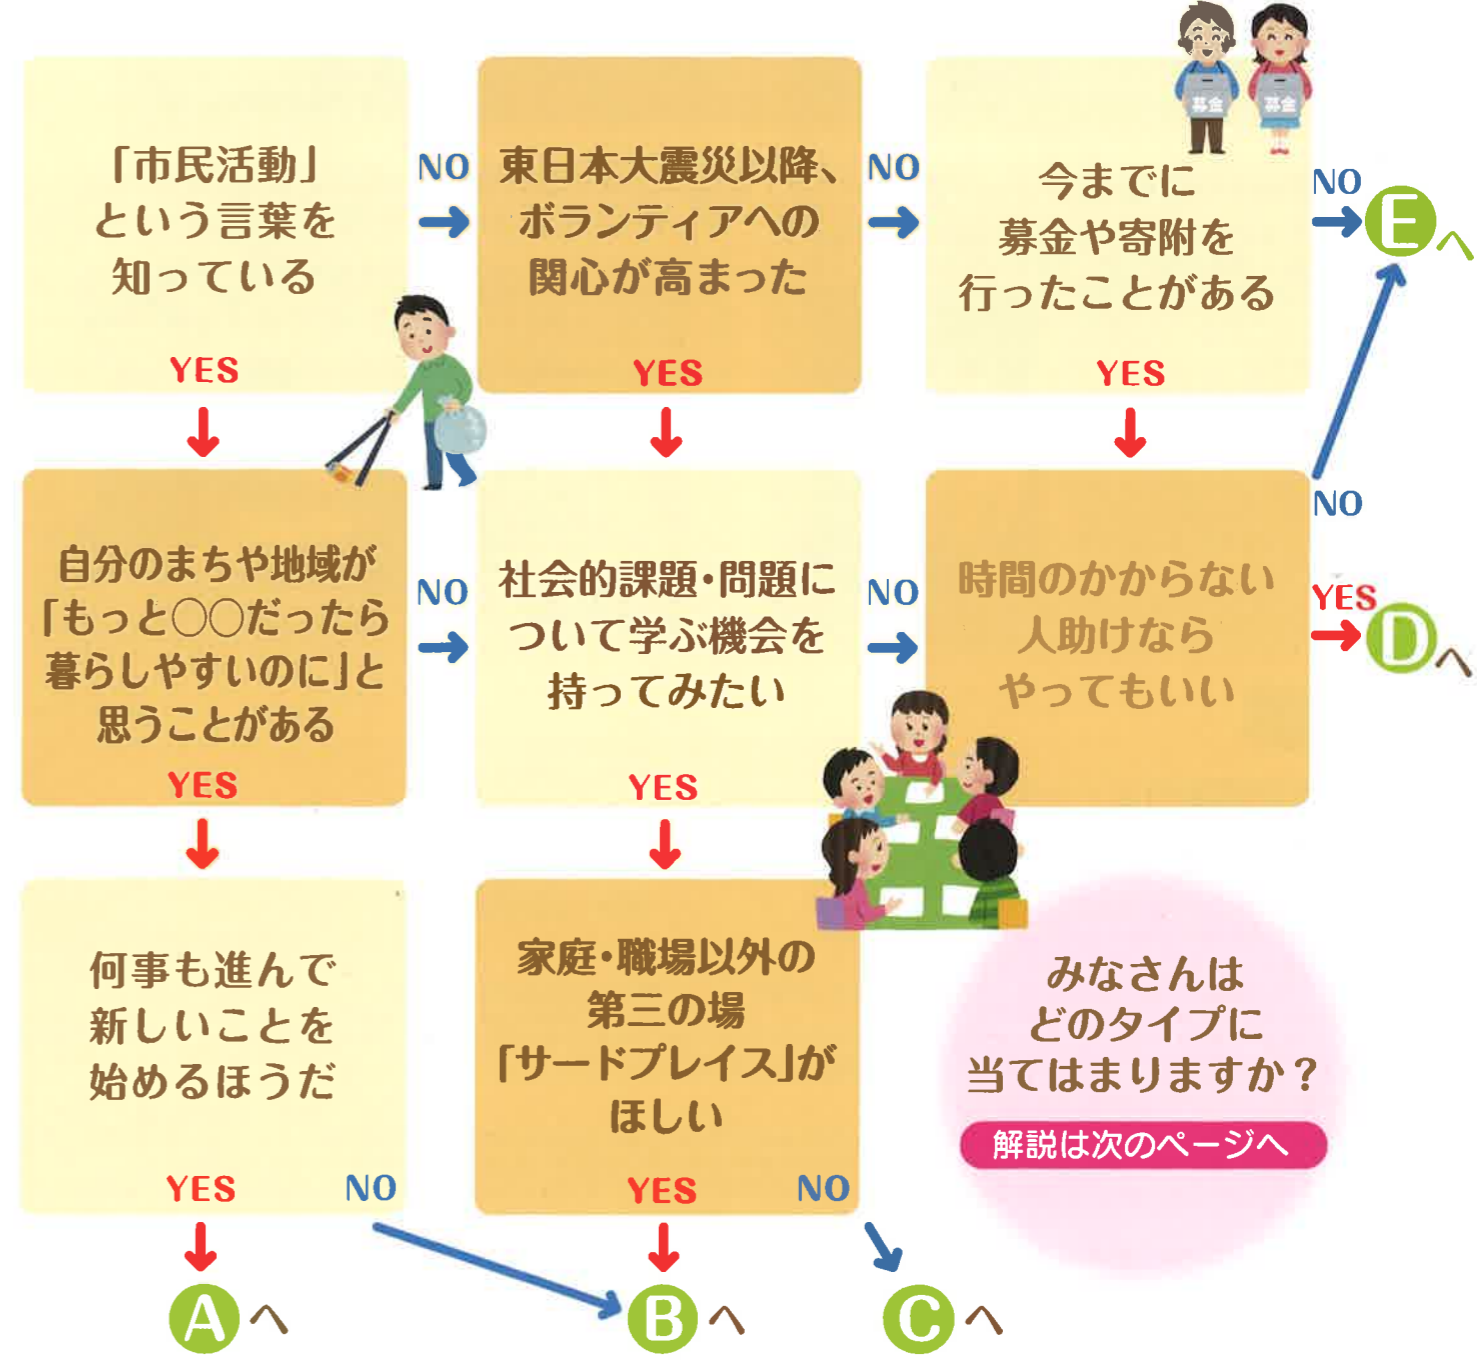 「市民活動」
という言葉を
知っている
YES
NO
東日本大震災以降、
ボランティアへの
関心が高まった
YES
NO
募金
募金
今までに
募金や寄附を
行ったことがある
YES
NO
Eへ
自分のまちや地域が
「もっと○○だったら
暮らしやすいのに」と
思うことがある
YES
NO
社会的課題・問題に
ついて学ぶ機会を
持ってみたい
YES
NO
時間のかからない
人助けなら
やってもいい
NO
YES
Dへ
何事も進んで
新しいことを
始めるほうだ
YES
NO
家庭・職場以外の
第三の場
「サードプレイス」が
ほしい
YES
NO
みなさんは
どのタイプに
当てはまりますか？
解説は次のページへ
Aへ
Bへ
Cへ